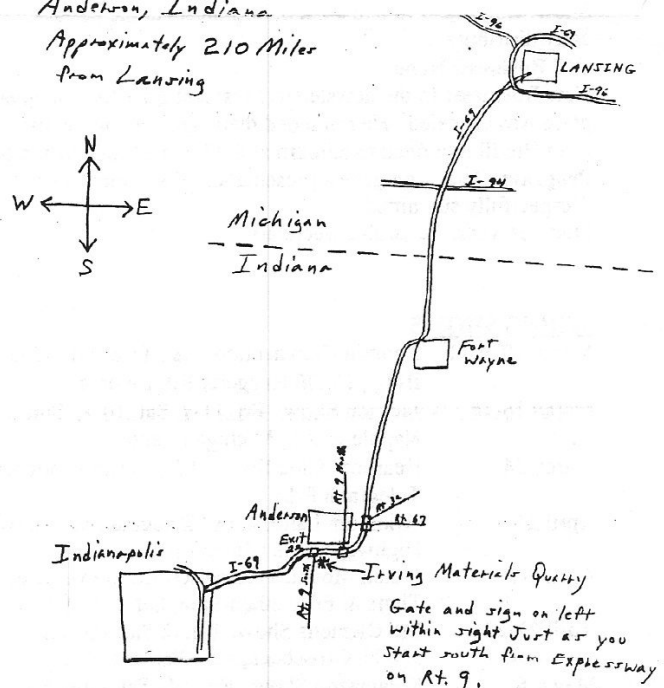 Anderson, Indiana
Approximately 210 Miles
from Lansing
I-96
I-69
LANSING
I-96
I-69
N
W
E
S
I-94
Michigan
Indiana
Fort
Wayne
Rt. 9 North
Rt. 32
Rt. 67
Anderson
Exit
Indianapolis
I-69
Rt. 9 South
Irving Materials Quarry
Gate and sign on left
within sight Just as you
start south from Expressway
on Rt. 9.